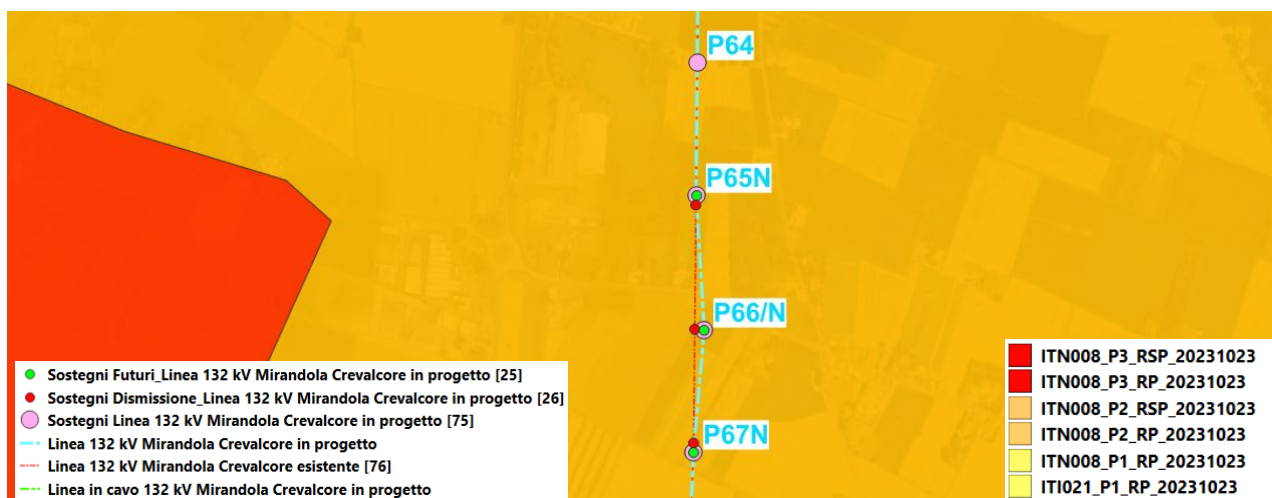 P64
P65N
P66/N
P67N
Sostegni Futuri_Linea 132 kV Mirandola Crevalcore in progetto [25]
Sostegni Dismissione_Linea 132 kV Mirandola Crevalcore in progetto [26]
Sostegni Linea 132 kV Mirandola Crevalcore in progetto [75]
Linea 132 kV Mirandola Crevalcore in progetto
Linea 132 kV Mirandola Crevalcore esistente [76]
Linea in cavo 132 kV Mirandola Crevalcore in progetto
ITN008_P3_RSP_20231023
ITN008_P3_RP_20231023
ITN008_P2_RSP_20231023
ITN008_P2_RP_20231023
ITN008_P1_RP_20231023
ITI021_P1_RP_20231023